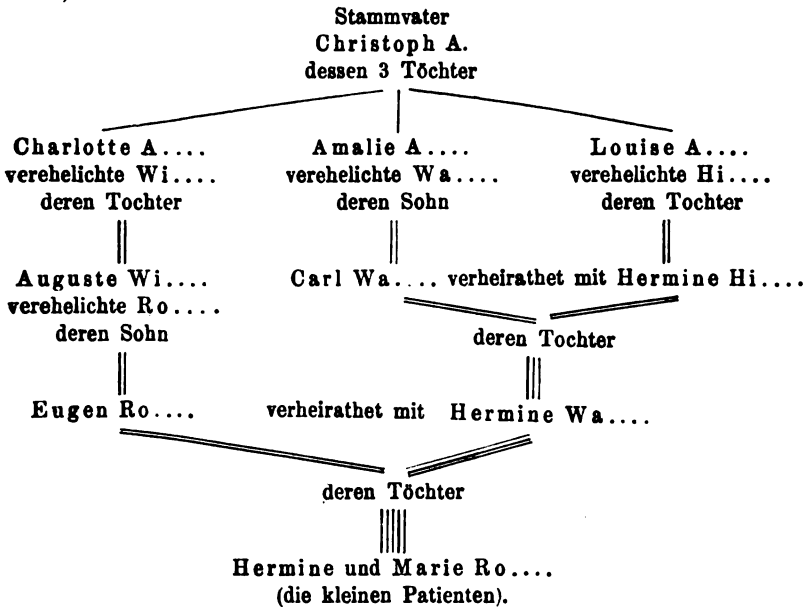 Stammvater
Christoph A.
dessen 3 Töchter
Charlotte A.... Amalie A.... Louise A....
verehelichte Wi.... verehelichte Wa.... verehelichte Hi....
deren Tochter deren Sohn deren Tochter
Auguste Wi.... Carl Wa.... verheirathet mit Hermine Hi....
verehelichte Ro....
deren Sohn deren Tochter
Eugen Ro.... verheirathet mit Hermine Wa....
deren Töchter
Hermine und Marie Ro....
(die kleinen Patienten).